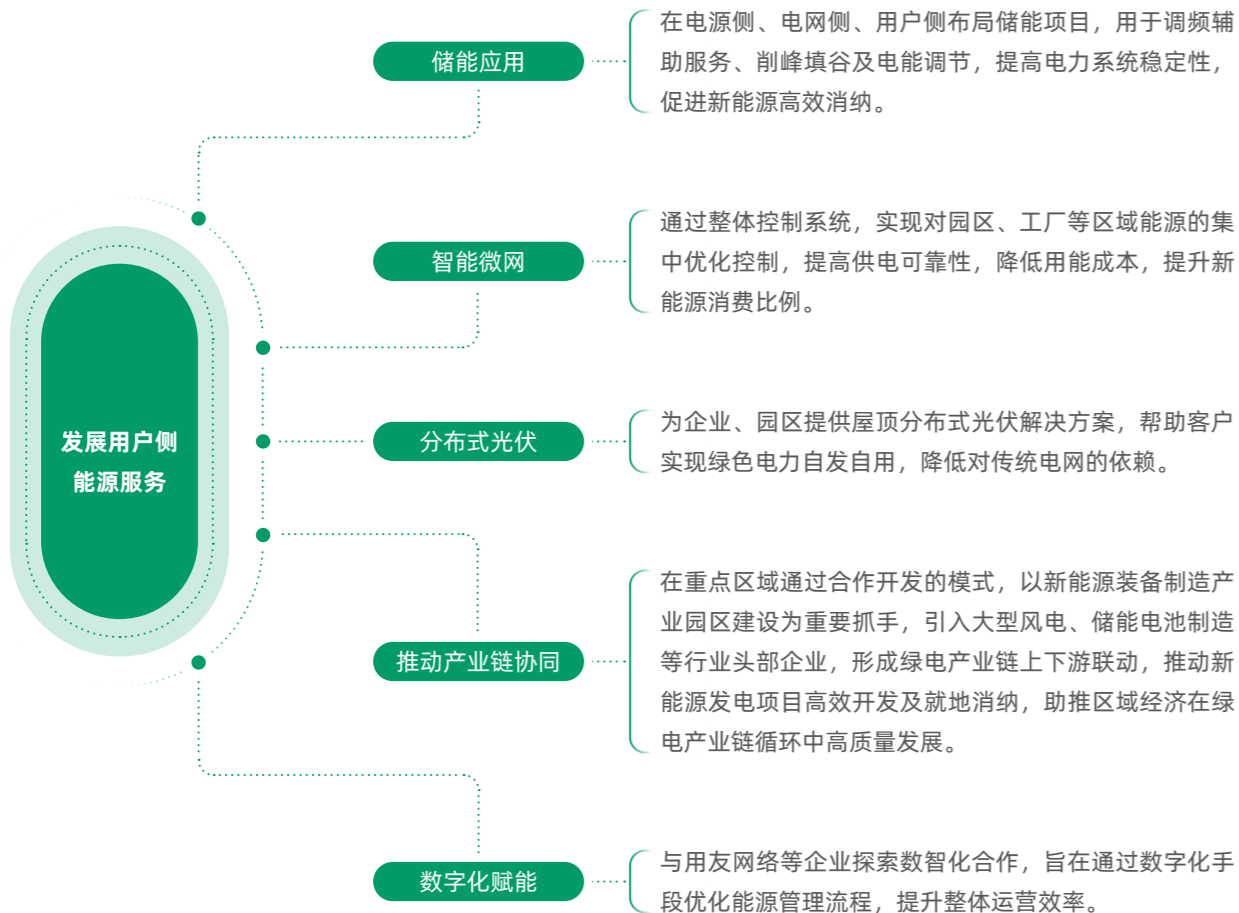 发展用户侧
能源服务
储能应用
在电源侧、电网侧、用户侧布局储能项目，用于调频辅
助服务、削峰填谷及电能调节，提高电力系统稳定性，
促进新能源高效消纳。
智能微网
通过整体控制系统，实现对园区、工厂等区域能源的集
中优化控制，提高供电可靠性，降低用能成本，提升新
能源消费比例。
分布式光伏
为企业、园区提供屋顶分布式光伏解决方案，帮助客户
实现绿色电力自发自用，降低对传统电网的依赖。
推动产业链协同
在重点区域通过合作开发的模式，以新能源装备制造产
业园区建设为重要抓手，引入大型风电、储能电池制造
等行业头部企业，形成绿电产业链上下游联动，推动新
能源发电项目高效开发及就地消纳，助推区域经济在绿
电产业链循环中高质量发展。
数字化赋能
与用友网络等企业探索数智化合作，旨在通过数字化手
段优化能源管理流程，提升整体运营效率。